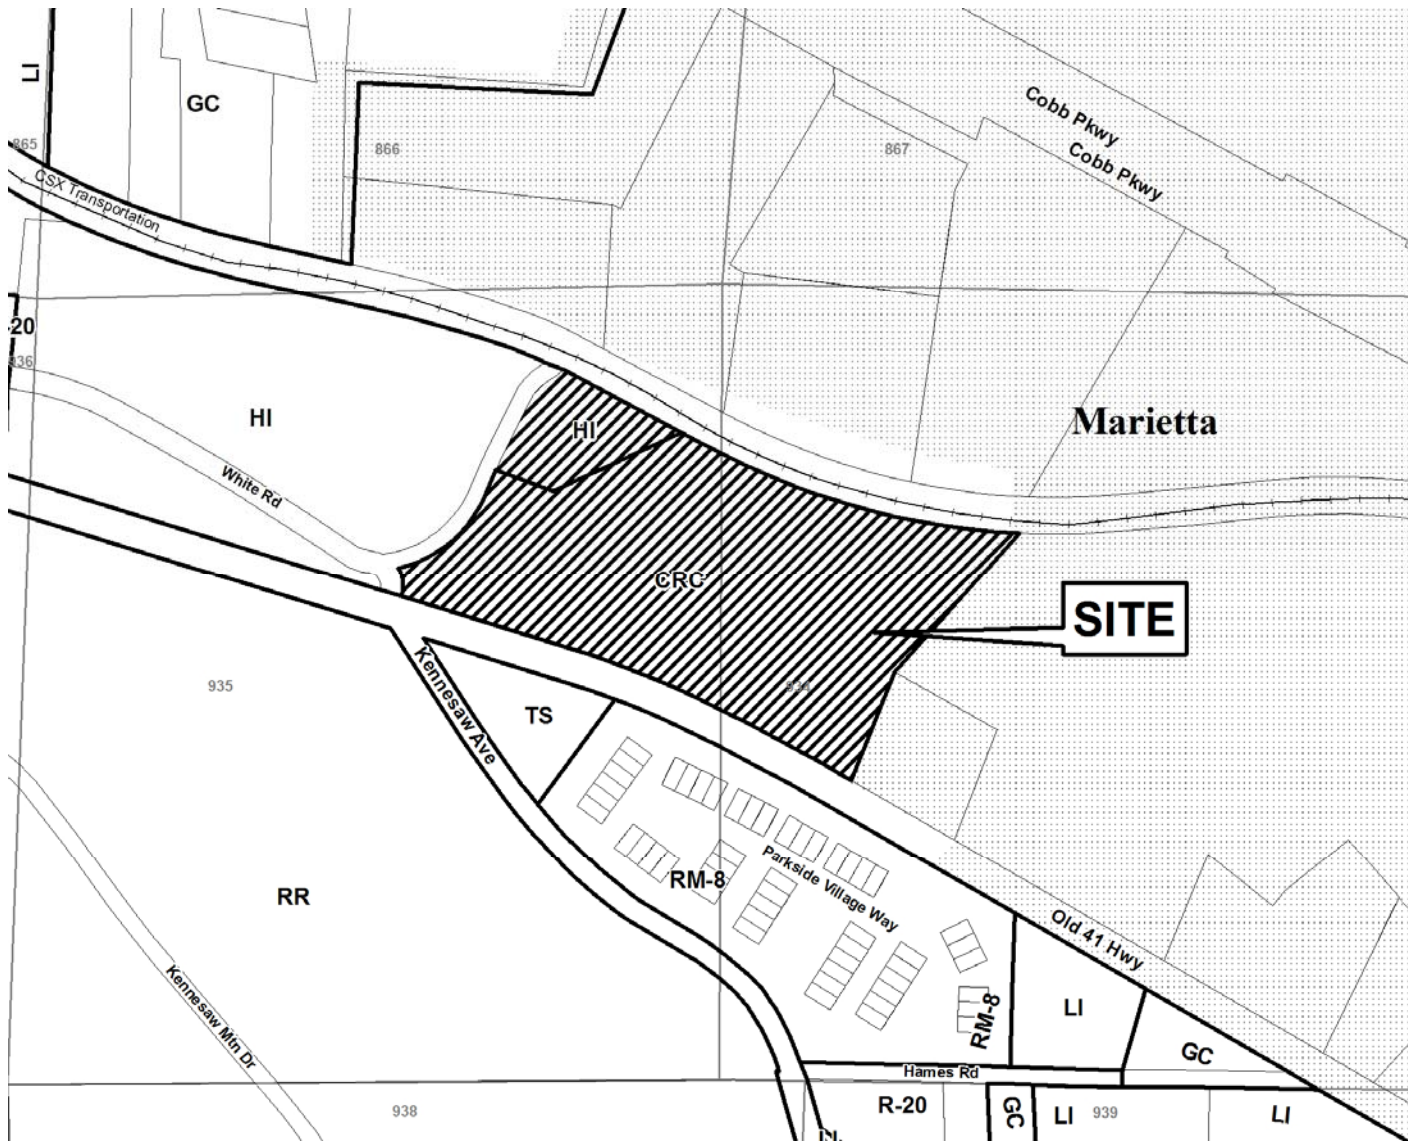 LI
GC
Cobb Pkwy
Cobb Pkwy
865
866
867
CSX Transportation
-20
936
HI
HI
Marietta
White Rd
CRC
SITE
Kennesaw Ave
935
934
TS
RM-8
Parkside Village Way
RR
Old 41 Hwy
Kennesaw Mtn Dr
RM-8
LI
GC
Hames Rd
R-20
GC
LI
939
LI
938